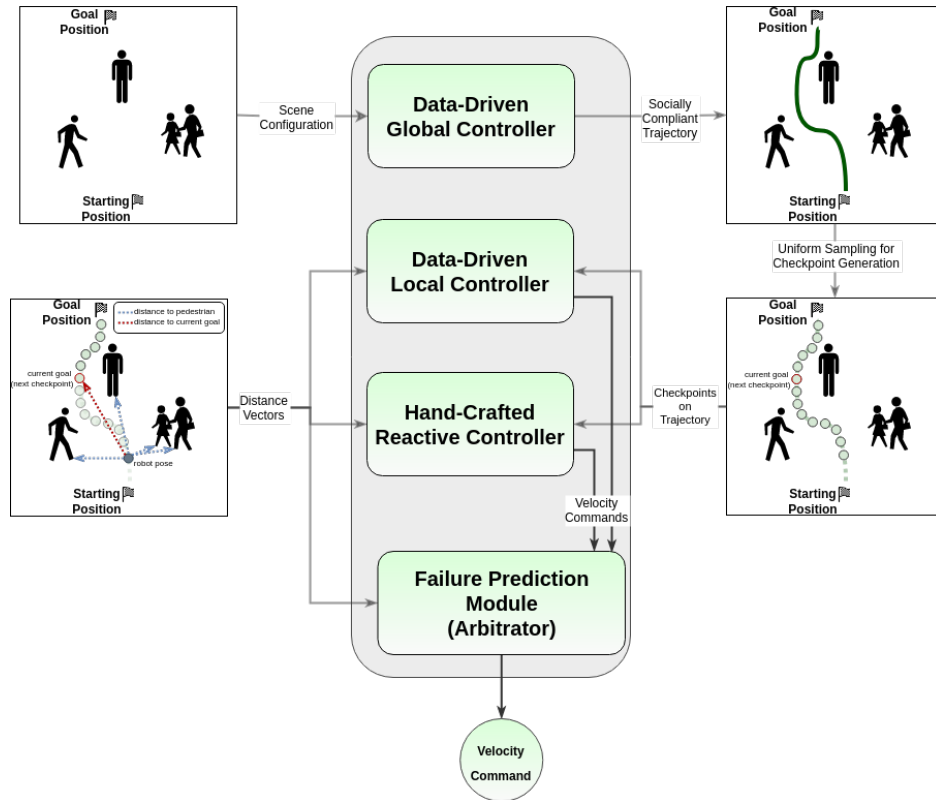 Goal
Position
Starting
Position
Scene
Configuration
Data-Driven
Global Controller
Socially
Compliant
Trajectory
Goal
Position
Starting
Position
Uniform Sampling for
Checkpoint Generation
Data-Driven
Local Controller
Goal
Position
distance to pedestrian
distance to current goal
current goal
(next checkpoint)
robot pose
Starting
Position
Distance
Vectors
Hand-Crafted
Reactive Controller
Checkpoints
on
Trajectory
Goal
Position
current goal
(next checkpoint)
Starting
Position
Velocity
Commands
Failure Prediction
Module
(Arbitrator)
Velocity
Command